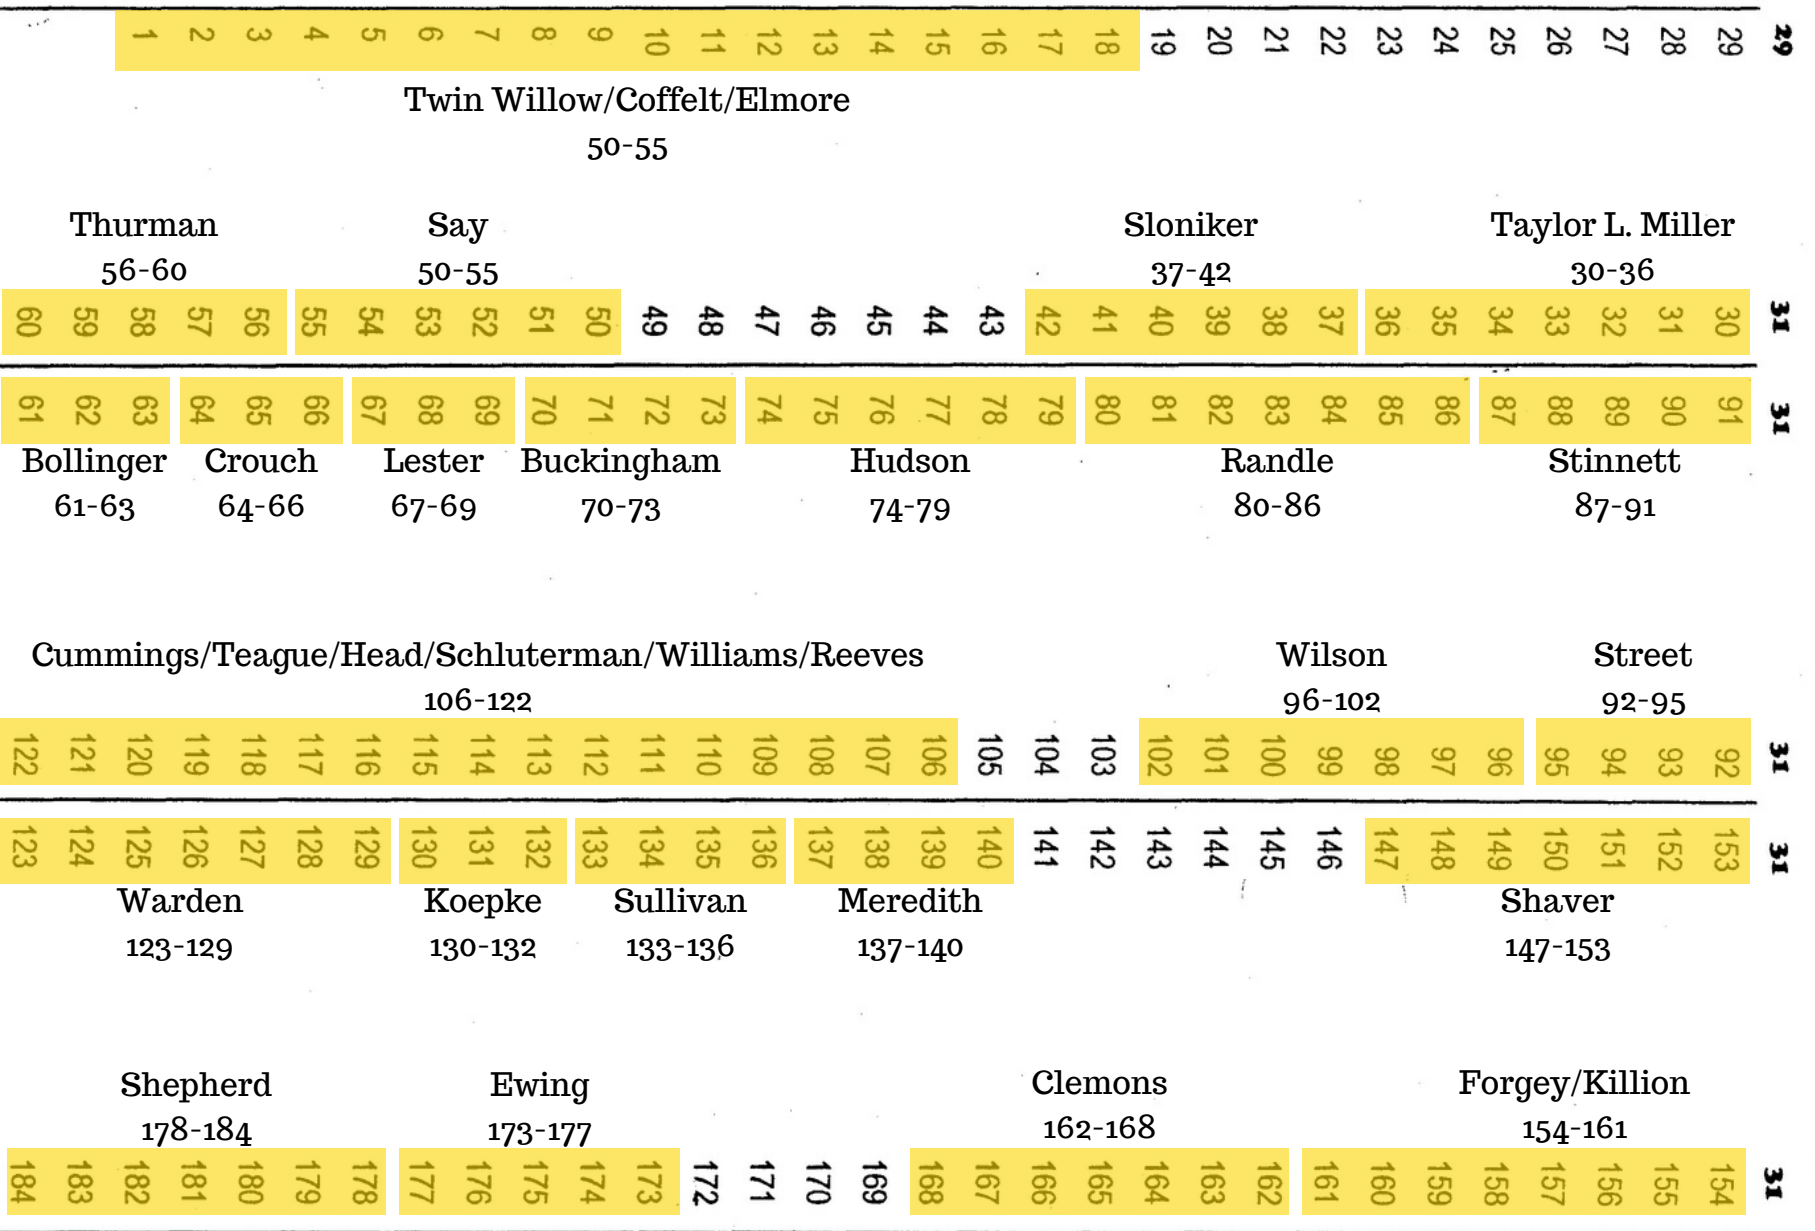 1 2 3 4 5 6 7 8 9 10 11 12 13 14 15 16 17 18 19 20 21 22 23 24 25 26 27 28 29 29
Twin Willow/Coffelt/Elmore
50-55
Thurman Say Sloniker Taylor L. Miller
56-60 50-55 37-42 30-36
60 59 58 57 56 55 54 53 52 51 50 49 48 47 46 45 44 43 42 41 40 39 38 37 36 35 34 33 32 31 30 31
61 62 63 64 65 66 67 68 69 70 71 72 73 74 75 76 77 78 79 80 81 82 83 84 85 86 87 88 89 90 91 31
Bollinger Crouch Lester Buckingham Hudson Randle Stinnett
61-63 64-66 67-69 70-73 74-79 80-86 87-91
Cummings/Teague/Head/Schluterman/Williams/Reeves Wilson Street
106-122 96-102 92-95
122 121 120 119 118 117 116 115 114 113 112 111 110 109 108 107 106 105 104 103 102 101 100 99 98 97 96 95 94 93 92 31
123 124 125 126 127 128 129 130 131 132 133 134 135 136 137 138 139 140 141 142 143 144 145 146 147 148 149 150 151 152 153 31
Warden Koepke Sullivan Meredith Shaver
123-129 130-132 133-136 137-140 147-153
Shepherd Ewing Clemons Forgey/Killion
178-184 173-177 162-168 154-161
184 183 182 181 180 179 178 177 176 175 174 173 172 171 170 169 168 167 166 165 164 163 162 161 160 159 158 157 156 155 154 31